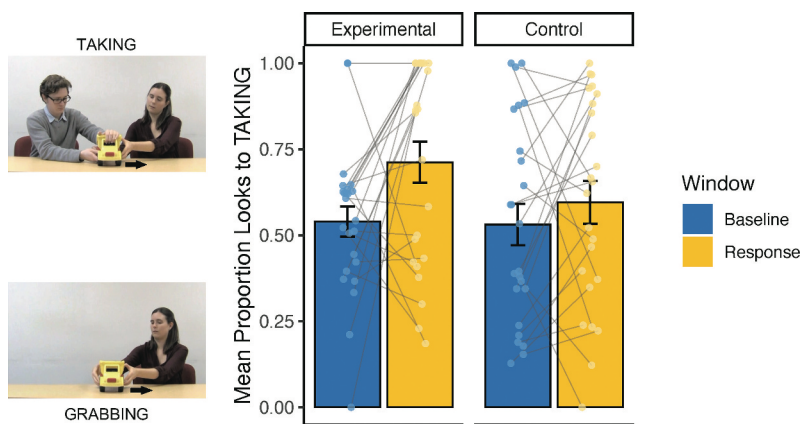 TAKING
GRABBING
Mean Proportion Looks to TAKING
Experimental
Control
1.00
0.75
0.50
0.25
0.00
Window
Baseline
Response